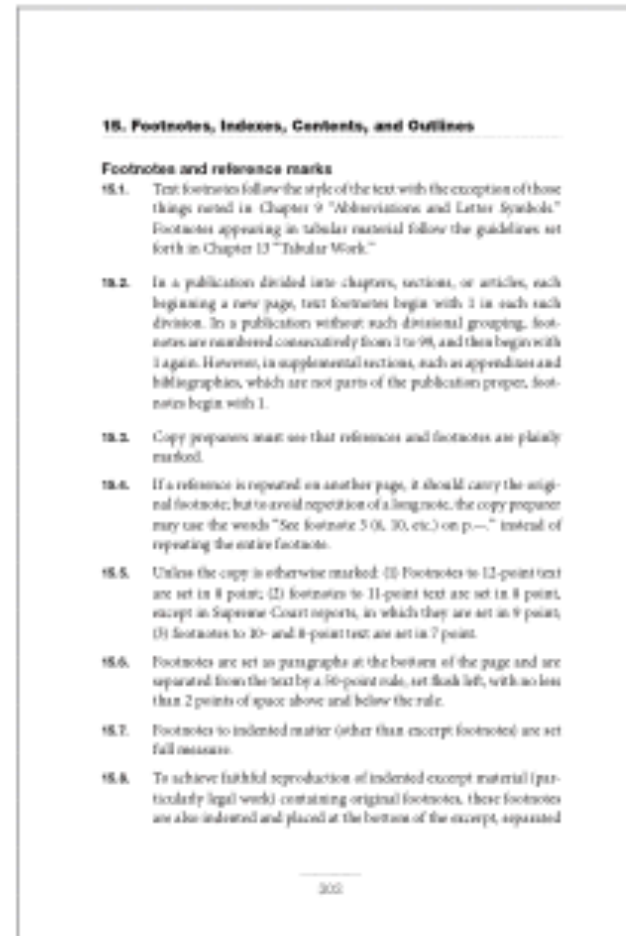 15. Footnotes, Indexes, Contents, and Outlines
Footnotes and reference marks
15.1. Text footnotes follow the style of the text with the exception of those
things noted in Chapter 9 “Abbreviations and Letter Symbols.”
Footnotes appearing in tabular material follow the guidelines set
forth in Chapter 13 “Tabular Work.”
15.2. In a publication divided into chapters, sections, or articles, each
beginning a new page, text footnotes begin with 1 in each such
division. In a publication without such divisional grouping, foot-
notes are numbered consecutively from 1 to 99, and then begin with
1 again. However, in supplemental sections, such as appendixes and
bibliographies, which are not parts of the publication proper, foot-
notes begin with 1.
15.3. Copy preparers must see that references and footnotes are plainly
marked.
15.4. If a reference is repeated on another page, it should carry the origi-
nal footnote; but to avoid repetition of a long note, the copy preparer
may use the words “See footnote 3 (6, 10, etc.) on p.—.” instead of
repeating the entire footnote.
15.5. Unless the copy is otherwise marked: (1) Footnotes to 12-point text
are set in 8 point; (2) footnotes to 11-point text are set in 8 point,
except in Supreme Court reports, in which they are set in 9 point;
(3) footnotes to 10- and 8-point text are set in 7 point.
15.6. Footnotes are set as paragraphs at the bottom of the page and are
separated from the text by a 50-point rule, set flush left, with no less
than 2 points of space above and below the rule.
15.7. Footnotes to indented matter (other than excerpt footnotes) are set
full measure.
15.8. To achieve faithful reproduction of indented excerpt material (par-
ticularly legal work) containing original footnotes, these footnotes
are also indented and placed at the bottom of the excerpt, separated
303